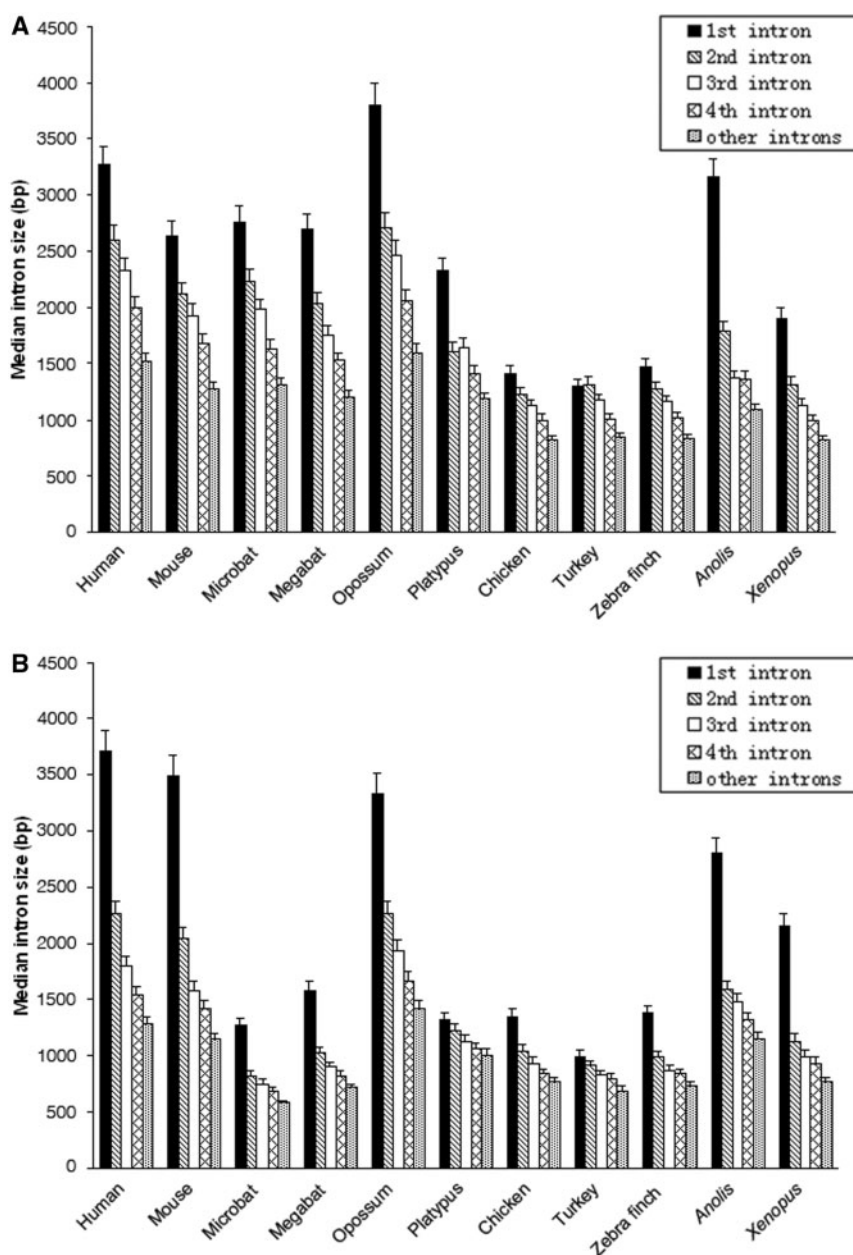 A
1st intron
2nd intron
3rd intron
4th intron
other introns
Median intron size (bp)
4500
4000
3500
3000
2500
2000
1500
1000
500
0
Human
Mouse
Microbat
Megabat
Opossum
Platypus
Chicken
Turkey
Zebra finch
Anolis
Xenopus
B
1st intron
2nd intron
3rd intron
4th intron
other introns
Median intron size (bp)
4500
4000
3500
3000
2500
2000
1500
1000
500
0
Human
Mouse
Microbat
Megabat
Opossum
Platypus
Chicken
Turkey
Zebra finch
Anolis
Xenopus